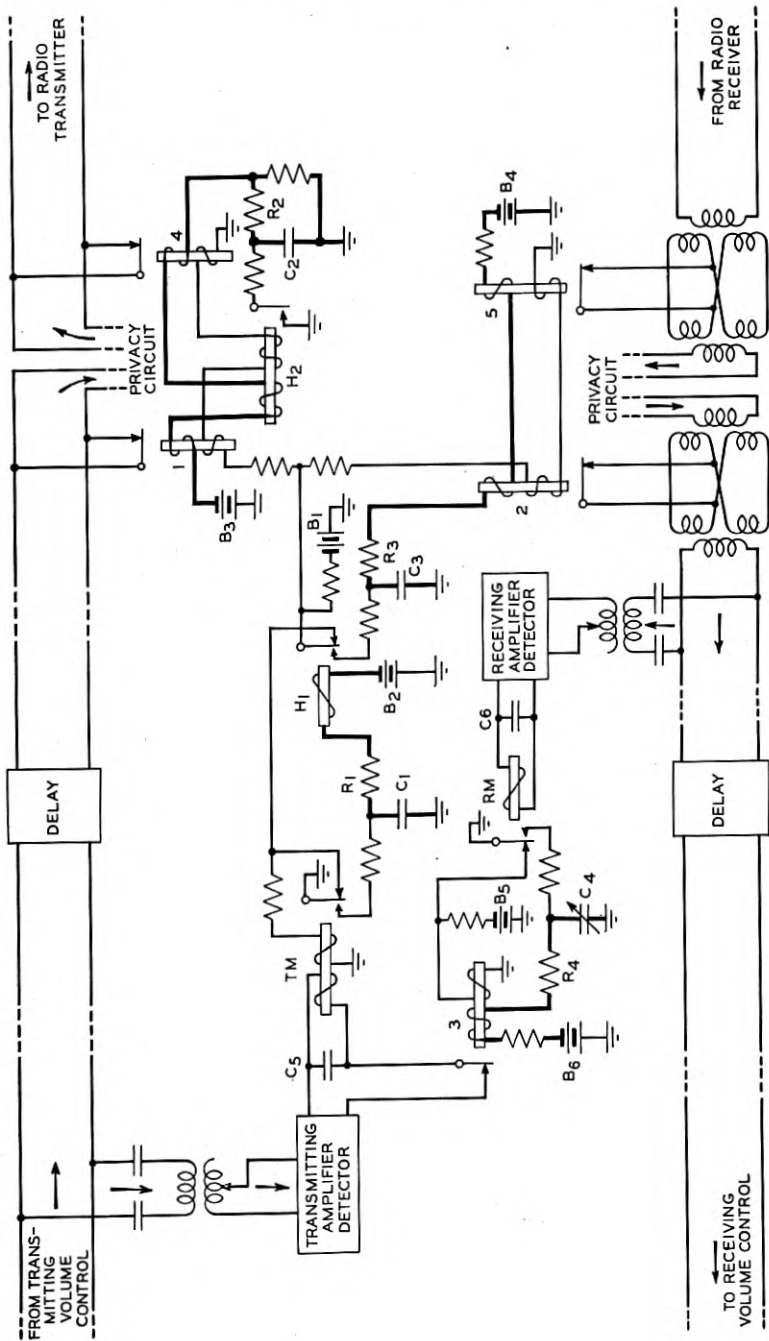 FROM TRANS-
MITTING
VOLUME
CONTROL
DELAY
PRIVACY
CIRCUIT
TO RADIO
TRANSMITTER
TRANSMITTING
AMPLIFIER
DETECTOR
C5
TM
R1
C1
H1
B2
B1
R3
C3
B3
1
H2
4
R2
C2
2
5
B4
3
B6
B5
R4
C4
RM
C6
RECEIVING
AMPLIFIER
DETECTOR
TO RECEIVING
VOLUME CONTROL
DELAY
PRIVACY
CIRCUIT
FROM RADIO
RECEIVER